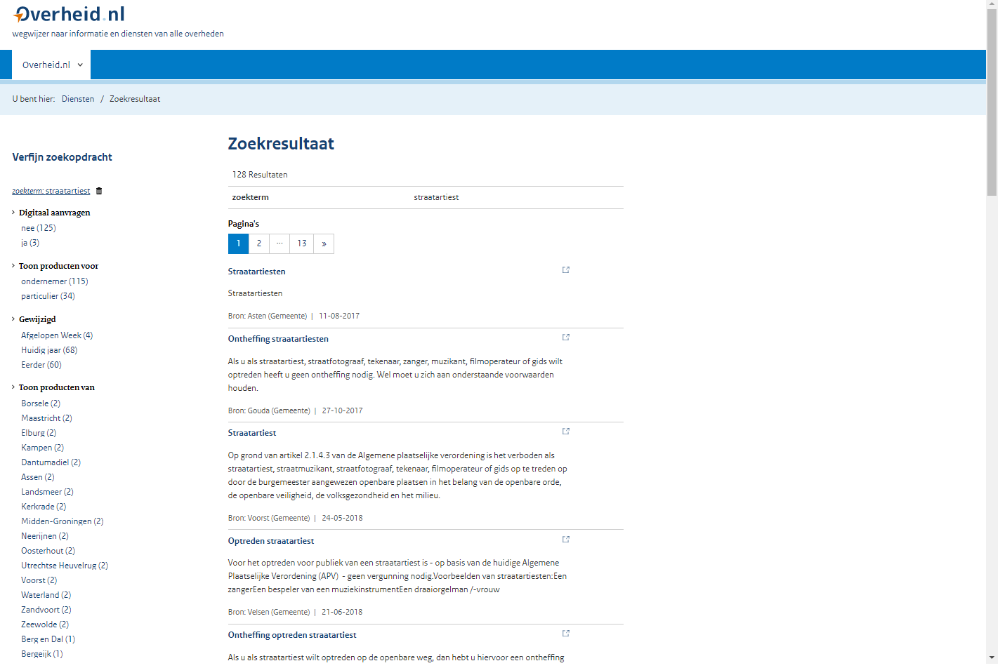 Overheid.nl
wegwijzer naar informatie en diensten van alle overheden
Overheid.nl
U bent hier: Diensten / Zoekresultaat
Verfijn zoekopdracht
zoekterm: straatartiest
Digitaal aanvragen
nee (125)
ja (3)
Toon producten voor
ondernemer (115)
particulier (34)
Gewijzigd
Afgelopen Week (4)
Huidig jaar (68)
Eerder (60)
Toon producten van
Borsele (2)
Maastricht (2)
Elburg (2)
Kampen (2)
Dantumadiel (2)
Assen (2)
Landsmeer (2)
Kerkrade (2)
Midden-Groningen (2)
Neerijnen (2)
Oosterhout (2)
Utrechtse Heuvelrug (2)
Voorst (2)
Waterland (2)
Zandvoort (2)
Zeewolde (2)
Berg en Dal (1)
Bergeijk (1)
Zoekresultaat
128 Resultaten
zoekterm straatartiest
Pagina's
1 2 ... 13 »
Straatartiesten
Straatartiesten
Bron: Asten (Gemeente) | 11-08-2017
Ontheffing straatartiesten
Als u als straatartiest, straatfotograaf, tekenaar, zanger, muzikant, filmoperateur of gids wilt
optreden heeft u geen ontheffing nodig. Wel moet u zich aan onderstaande voorwaarden
houden.
Bron: Gouda (Gemeente) | 27-10-2017
Straatartiest
Op grond van artikel 2.1.4.3 van de Algemene plaatselijke verordening is het verboden als
straatartiest, straatmuzikant, straatfotograaf, tekenaar, filmoperateur of gids op te treden op
door de burgemeester aangewezen openbare plaatsen in het belang van de openbare orde,
de openbare veiligheid, de volksgezondheid en het milieu.
Bron: Voorst (Gemeente) | 24-05-2018
Optreden straatartiest
Voor het optreden voor publiek van een straatartiest is - op basis van de huidige Algemene
Plaatselijke Verordening (APV) - geen vergunning nodig.Voorbeelden van straatartiesten:Een
zangerEen bespeler van een muziekinstrumentEen draaiorgelman /-vrouw
Bron: Velsen (Gemeente) | 21-06-2018
Ontheffing optreden straatartiest
Als u als straatartiest wilt optreden op de openbare weg, dan hebt u hiervoor een ontheffing